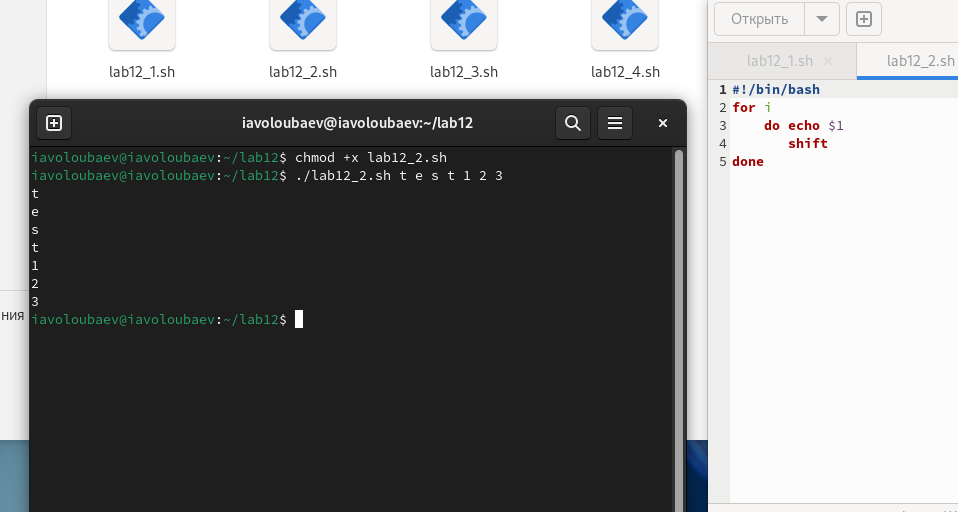 lab12_1.sh
lab12_2.sh
lab12_3.sh
lab12_4.sh
ния
iavoloubaev@iavoloubaev:~/lab12
iavoloubaev@iavoloubaev:~/lab12$ chmod +x lab12_2.sh
iavoloubaev@iavoloubaev:~/lab12$ ./lab12_2.sh t e s t 1 2 3
t
e
s
t
1
2
3
iavoloubaev@iavoloubaev:~/lab12$
Открыть
lab12_1.sh
lab12_2.sh
1 #!/bin/bash
2 for i
3     do echo $1
4        shift
5 done